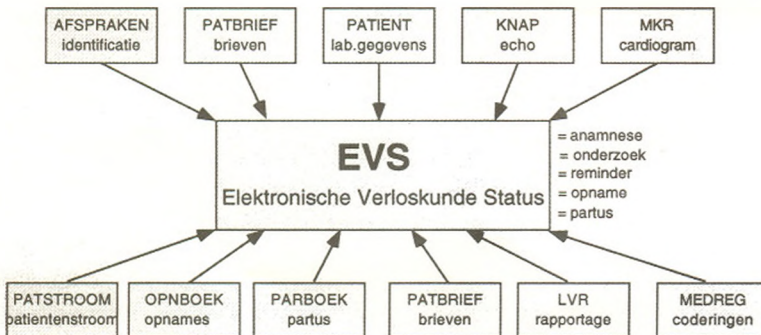 AFSPRAKEN
identificatie
PATBRIEF
brieven
PATIENT
lab.gegevens
KNAP
echo
MKR
cardiogram
EVS
Elektronische Verloskunde Status
= anamnese
= onderzoek
= reminder
= opname
= partus
PATSTROOM
patientenstroom
OPNBOEK
opnames
PARBOEK
partus
PATBRIEF
brieven
LVR
rapportage
MEDREG
coderingen